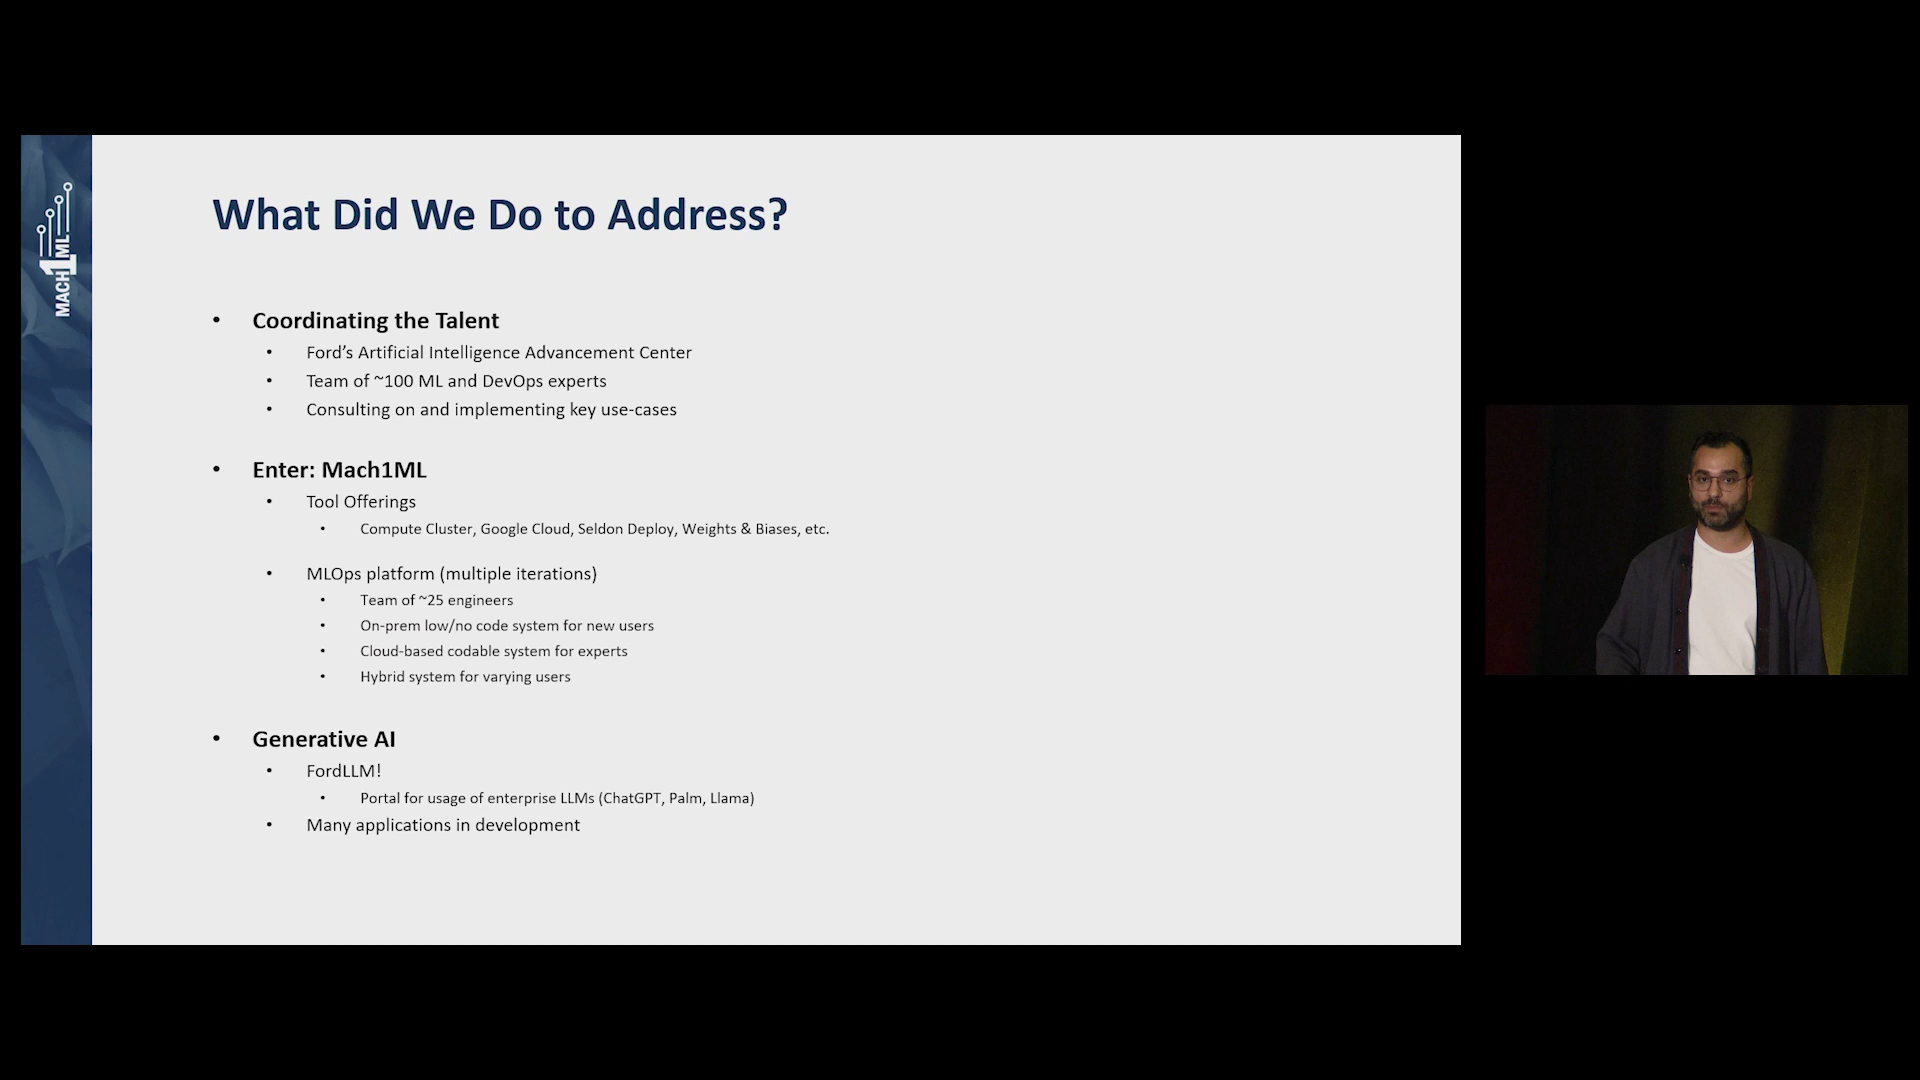 MACH1ML
What Did We Do to Address?
• Coordinating the Talent
• Ford's Artificial Intelligence Advancement Center
• Team of ~100 ML and DevOps experts
• Consulting on and implementing key use-cases
• Enter: Mach1ML
• Tool Offerings
• Compute Cluster, Google Cloud, Seldon Deploy, Weights & Biases, etc.
• MLOps platform (multiple iterations)
• Team of ~25 engineers
• On-prem low/no code system for new users
• Cloud-based codable system for experts
• Hybrid system for varying users
• Generative AI
• FordLLM!
• Portal for usage of enterprise LLMs (ChatGPT, Palm, Llama)
• Many applications in development